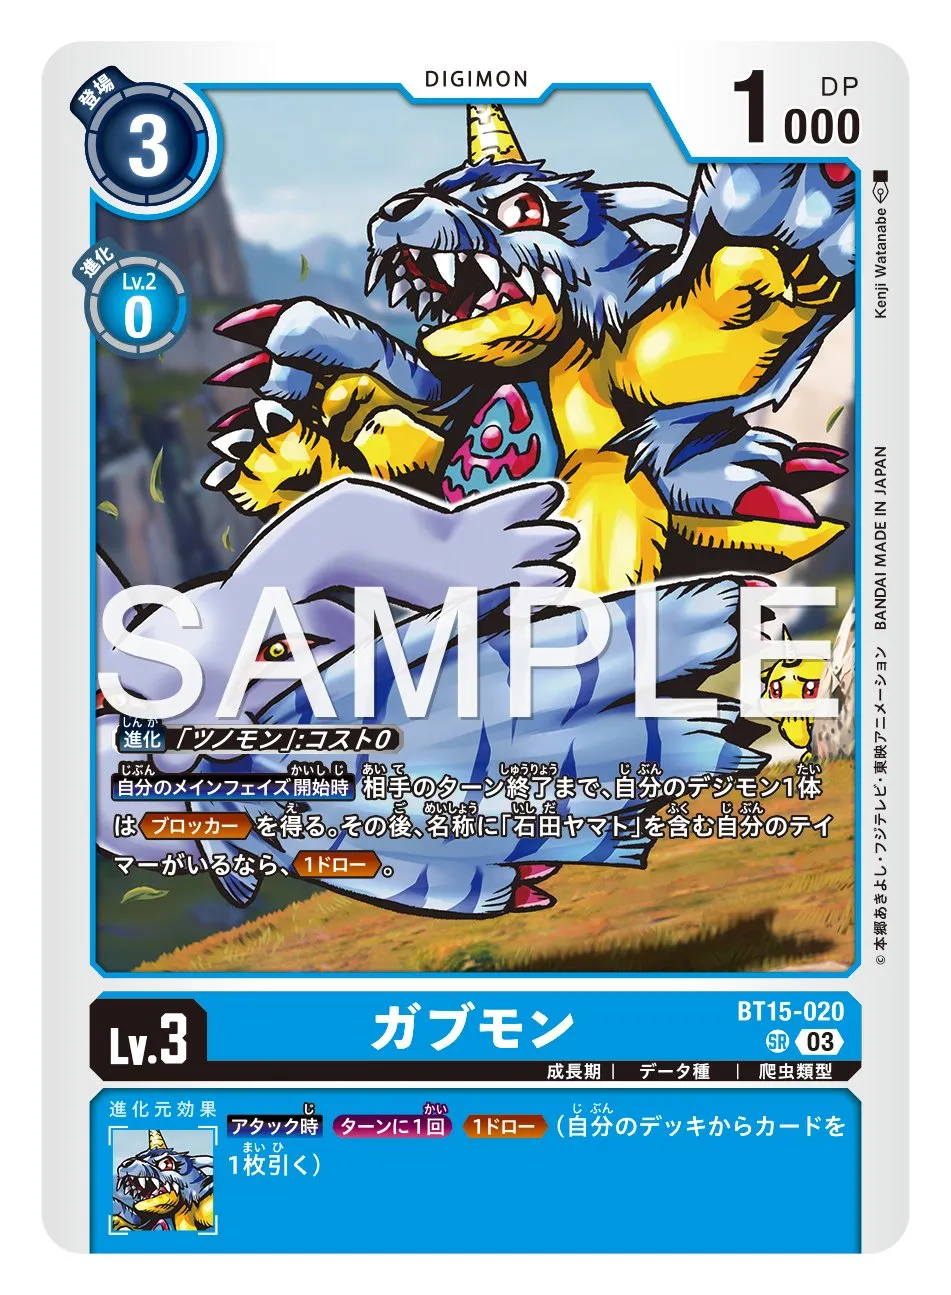 DIGIMON
登場
3
1000
DP
進化
Lv.2
0
Kenji Watanabe
BANDAI MADE IN JAPAN
©本郷あきよし・フジテレビ・東映アニメーション
SAMPLE
進化 「ツノモン」:コスト0
自分のメインフェイズ開始時 相手のターン終了まで、自分のデジモン1体
は ブロッカー を得る。その後、名称に「石田ヤマト」を含む自分のテイ
マーがいるなら、 1ドロー 。
Lv.3
ガブモン
BT15-020
SR 03
成長期 | データ種 | 爬虫類型
進化元効果
アタック時 ターンに1回 1ドロー (自分のデッキからカードを
1枚引く)